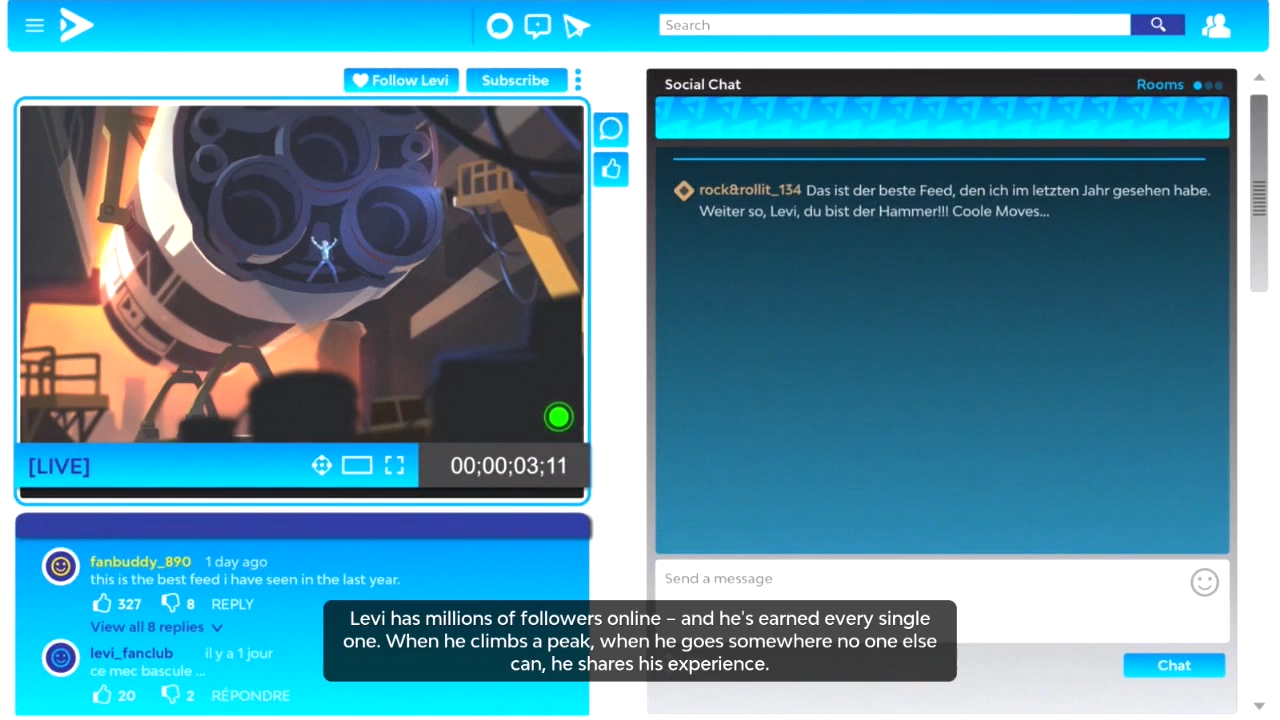 Search
Follow Levi
Subscribe
Social Chat
Rooms
rock&rollit_134 Das ist der beste Feed, den ich im letzten Jahr gesehen habe.
Weiter so, Levi, du bist der Hammer!!! Coole Moves...
[LIVE]
00;00;03;11
fanbuddy_890 1 day ago
this is the best feed i have seen in the last year.
327 8 REPLY
View all 8 replies
levi_fanclub il y a 1 jour
ce mec bascule ...
20 2 RÉPONDRE
Send a message
Chat
Levi has millions of followers online – and he's earned every single
one. When he climbs a peak, when he goes somewhere no one else
can, he shares his experience.